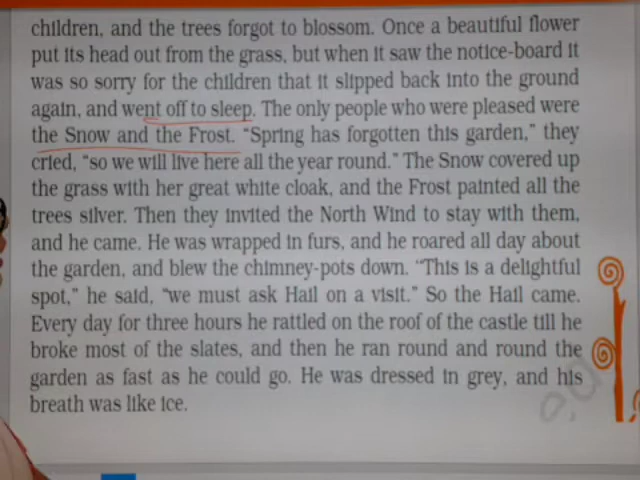 children, and the trees forgot to blossom. Once a beautiful flower
put its head out from the grass, but when it saw the notice-board it
was so sorry for the children that it slipped back into the ground
again, and went off to sleep. The only people who were pleased were
the Snow and the Frost. “Spring has forgotten this garden,” they
cried, “so we will live here all the year round.” The Snow covered up
the grass with her great white cloak, and the Frost painted all the
trees silver. Then they invited the North Wind to stay with them,
and he came. He was wrapped in furs, and he roared all day about
the garden, and blew the chimney-pots down. “This is a delightful
spot,” he said, “we must ask Hail on a visit.” So the Hail came.
Every day for three hours he rattled on the roof of the castle till he
broke most of the slates, and then he ran round and round the
garden as fast as he could go. He was dressed in grey, and his
breath was like ice.